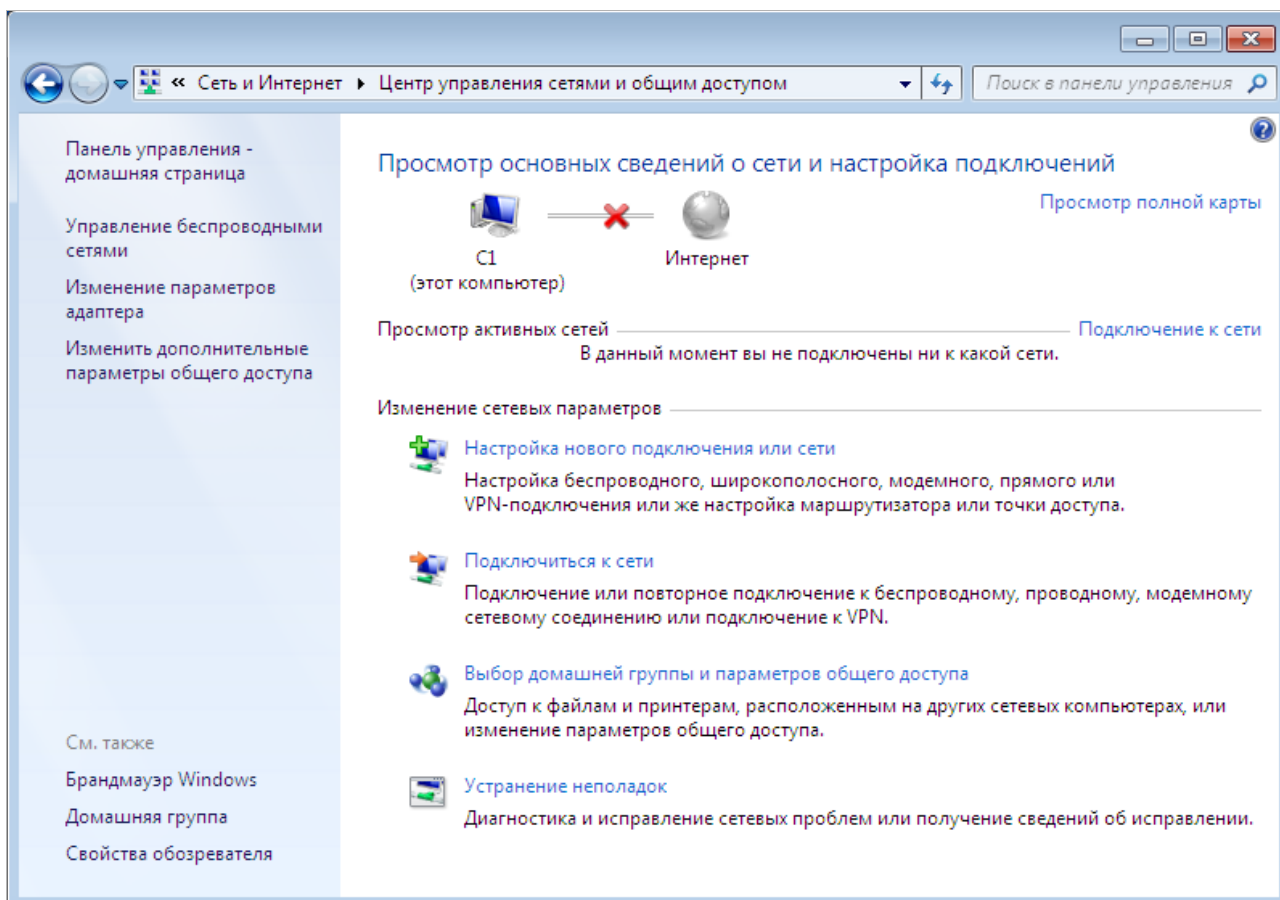 « Сеть и Интернет Центр управления сетями и общим доступом
Поиск в панели управления
Панель управления -
домашняя страница
Управление беспроводными
сетями
Изменение параметров
адаптера
Изменить дополнительные
параметры общего доступа
См. также
Брандмауэр Windows
Домашняя группа
Свойства обозревателя
Просмотр основных сведений о сети и настройка подключений
Просмотр полной карты
C1
(этот компьютер)
Интернет
Просмотр активных сетей
Подключение к сети
В данный момент вы не подключены ни к какой сети.
Изменение сетевых параметров
Настройка нового подключения или сети
Настройка беспроводного, широкополосного, модемного, прямого или
VPN-подключения или же настройка маршрутизатора или точки доступа.
Подключиться к сети
Подключение или повторное подключение к беспроводному, проводному, модемному
сетевому соединению или подключение к VPN.
Выбор домашней группы и параметров общего доступа
Доступ к файлам и принтерам, расположенным на других сетевых компьютерах, или
изменение параметров общего доступа.
Устранение неполадок
Диагностика и исправление сетевых проблем или получение сведений об исправлении.